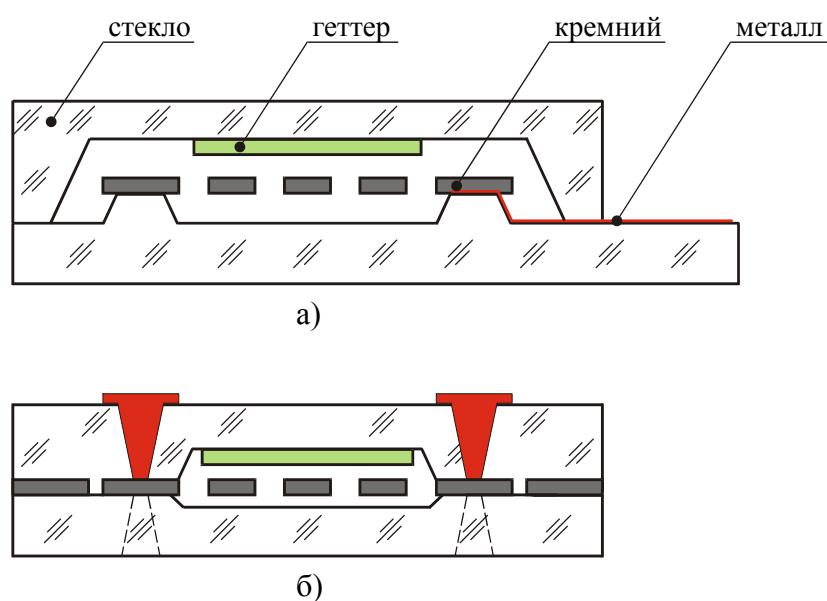 стекло геттер кремний металл
а)
б)